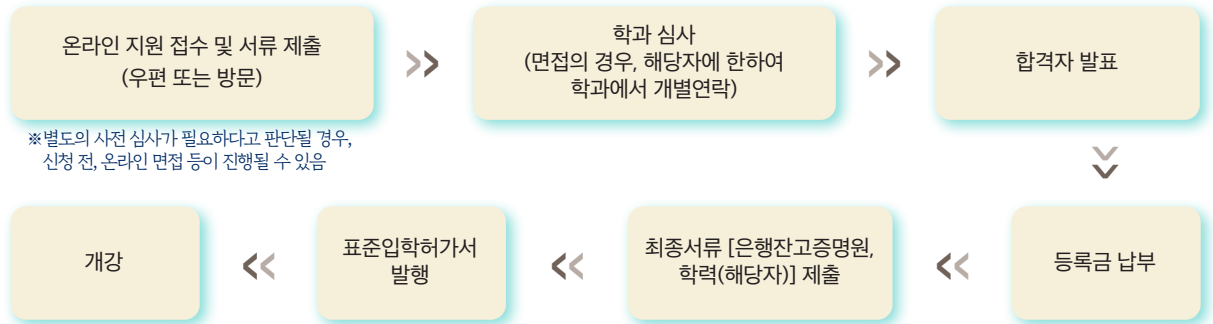 온라인 지원 접수 및 서류 제출
(우편 또는 방문)
※별도의 사전 심사가 필요하다고 판단될 경우,
신청 전, 온라인 면접 등이 진행될 수 있음
학과 심사
(면접의 경우, 해당자에 한하여
학과에서 개별연락)
합격자 발표
등록금 납부
최종서류 [은행잔고증명원,
학력(해당자)] 제출
표준입학허가서
발행
개강